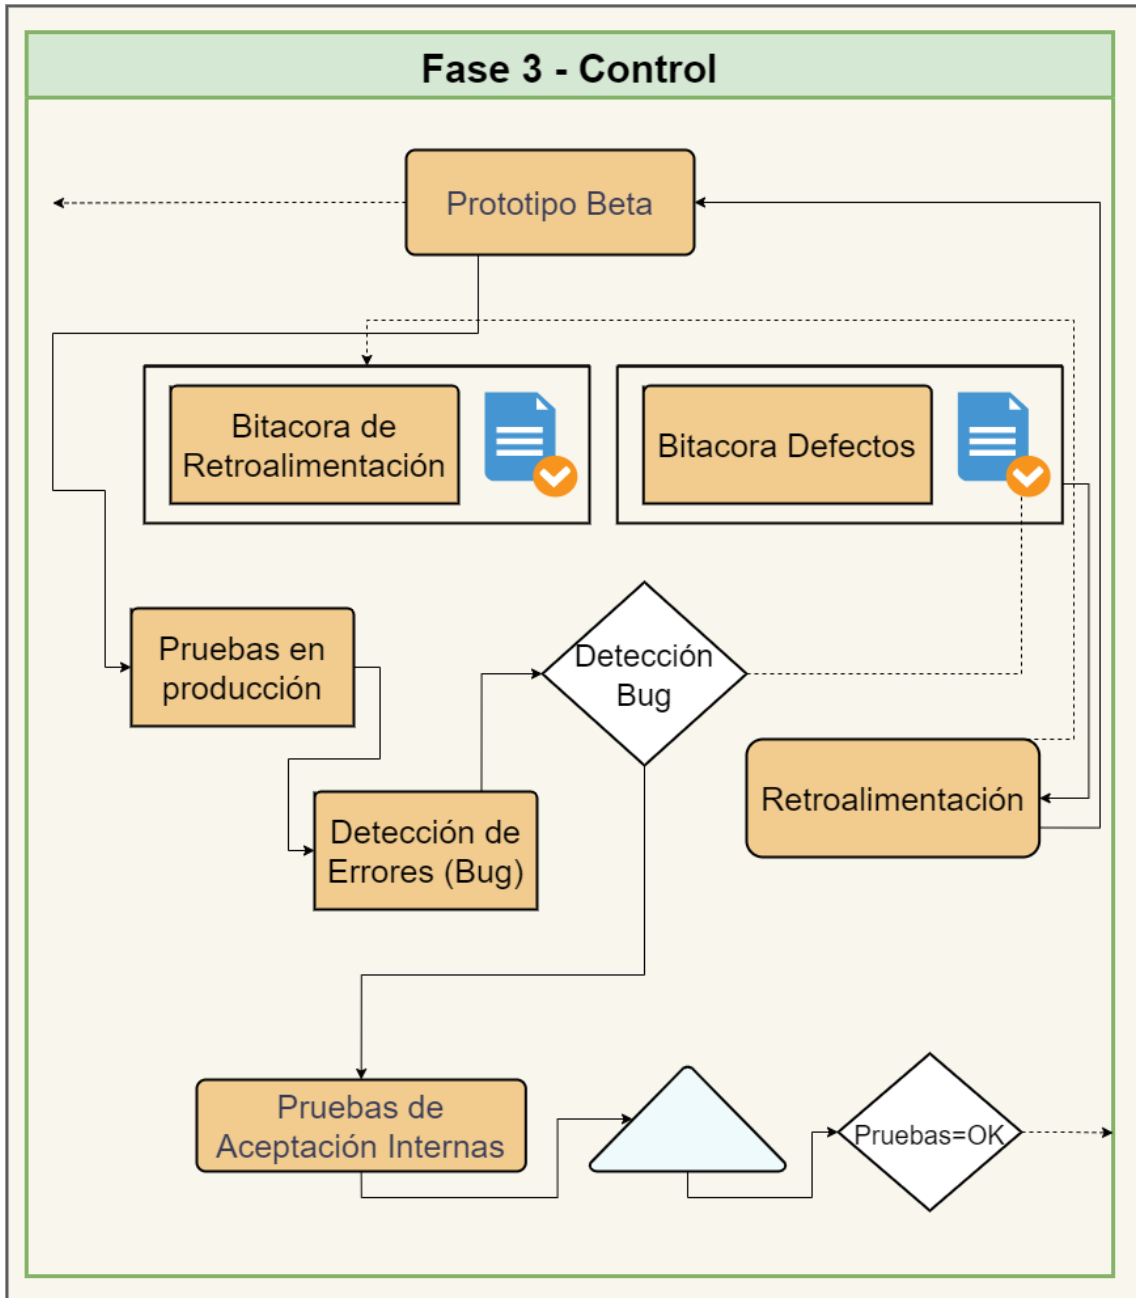 Fase 3 - Control
Prototipo Beta
Bitacora de
Retroalimentación
Bitacora Defectos
Pruebas en
producción
Detección
Bug
Retroalimentación
Detección de
Errores (Bug)
Pruebas de
Aceptación Internas
Pruebas=OK